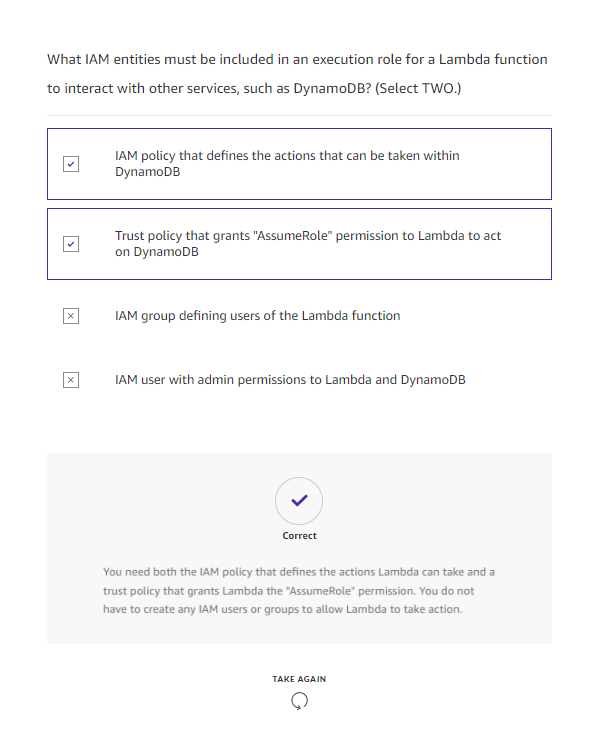 What IAM entities must be included in an execution role for a Lambda function
to interact with other services, such as DynamoDB? (Select TWO.)
IAM policy that defines the actions that can be taken within
DynamoDB
Trust policy that grants "AssumeRole" permission to Lambda to act
on DynamoDB
IAM group defining users of the Lambda function
IAM user with admin permissions to Lambda and DynamoDB
Correct
You need both the IAM policy that defines the actions Lambda can take and a
trust policy that grants Lambda the "AssumeRole" permission. You do not
have to create any IAM users or groups to allow Lambda to take action.
TAKE AGAIN